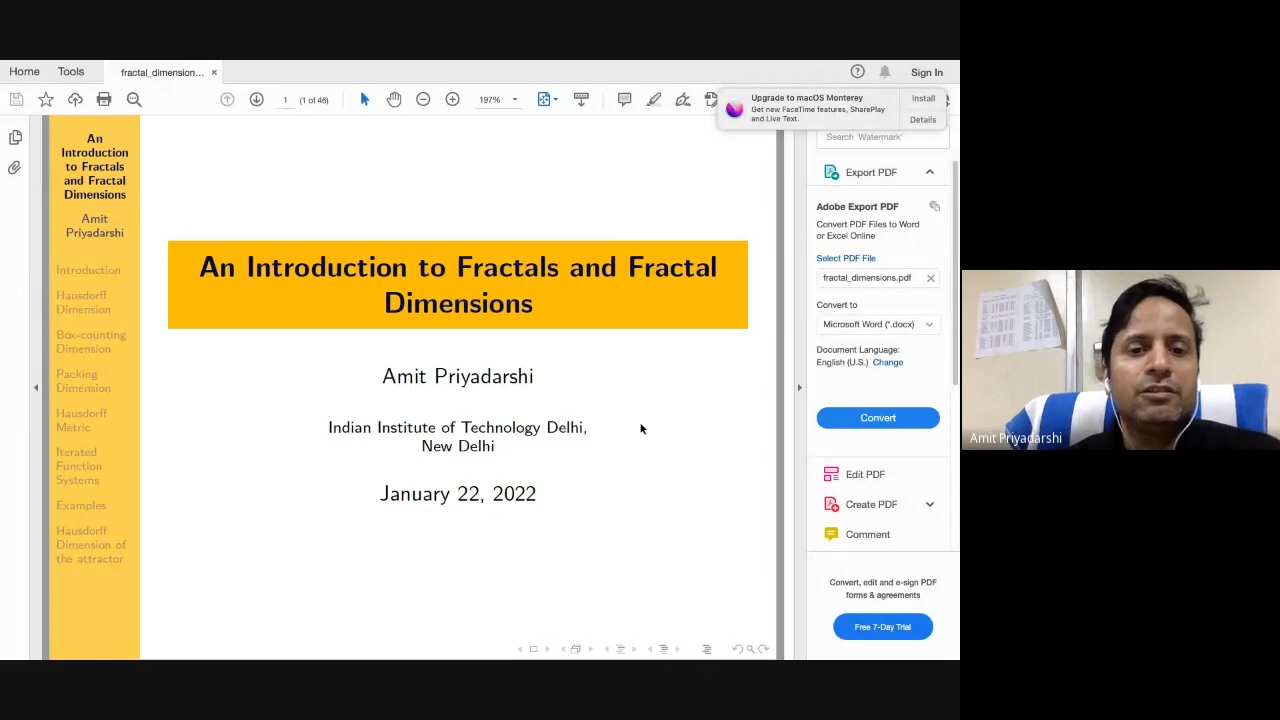 Home
Tools
fractal_dimension...
Sign In
1
(1 of 46)
197%
Upgrade to macOS Monterey
Get new FaceTime features, SharePlay
and Live Text.
Install
Details
An
Introduction
to Fractals
and Fractal
Dimensions
Amit
Priyadarshi
Introduction
Hausdorff
Dimension
Box-counting
Dimension
Packing
Dimension
Hausdorff
Metric
Iterated
Function
Systems
Examples
Hausdorff
Dimension of
the attractor
An Introduction to Fractals and Fractal
Dimensions
Amit Priyadarshi
Indian Institute of Technology Delhi,
New Delhi
January 22, 2022
Search 'Watermark'
Export PDF
Adobe Export PDF
Convert PDF Files to Word
or Excel Online
Select PDF File
fractal_dimensions.pdf
Convert to
Microsoft Word (*.docx)
Document Language:
English (U.S.) Change
Convert
Edit PDF
Create PDF
Comment
Convert, edit and e-sign PDF
forms & agreements
Free 7-Day Trial
Amit Priyadarshi